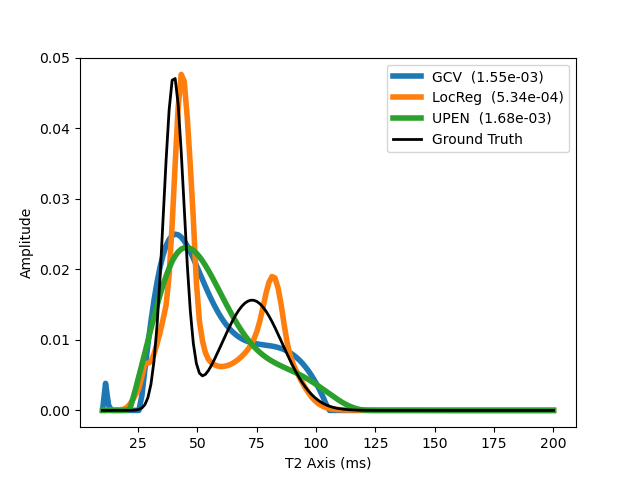 0.05
0.04
0.03
0.02
0.01
0.00
Amplitude
25 50 75 100 125 150 175 200
T2 Axis (ms)
GCV (1.55e-03)
LocReg (5.34e-04)
UPEN (1.68e-03)
Ground Truth